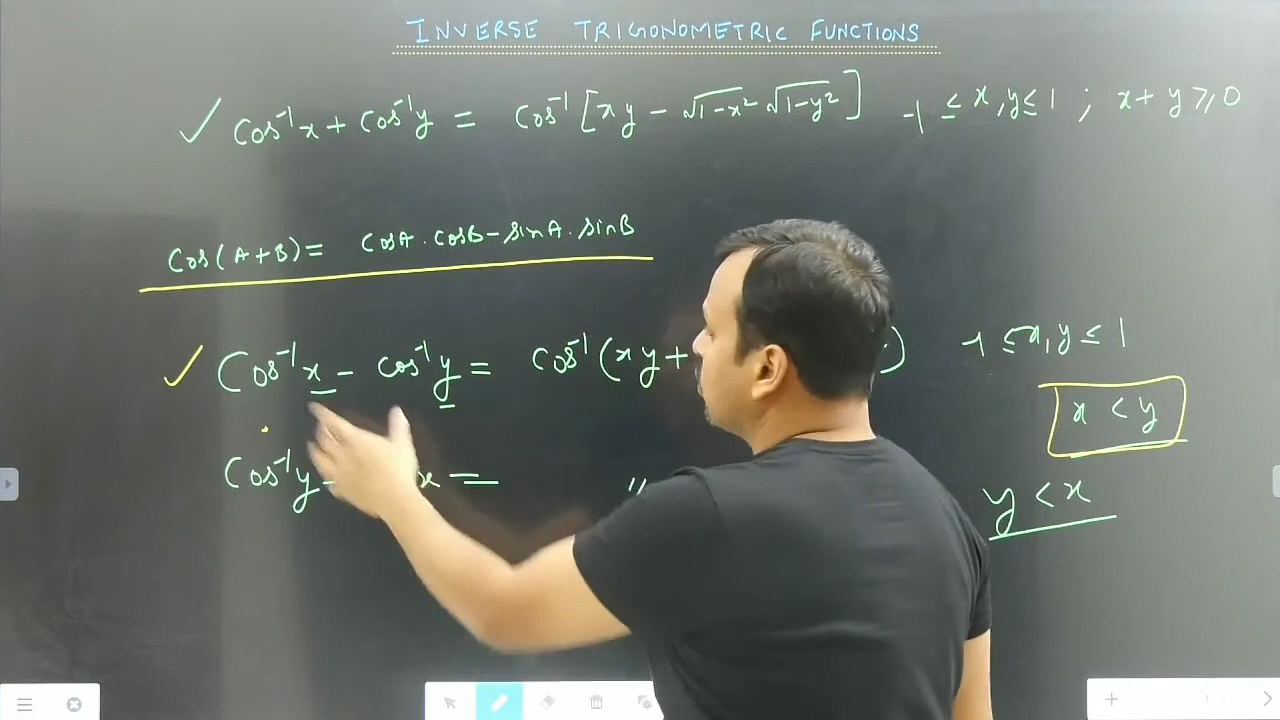 INVERSE TRIGONOMETRIC FUNCTIONS
Cos⁻¹x + Cos⁻¹y = Cos⁻¹[xy − √1−x² √1−y²] -1 ≤ x,y ≤ 1 ; x+y ≥ 0
Cos(A+B) = CosA . CosB − sinA . sinB
Cos⁻¹x − Cos⁻¹y = Cos⁻¹(xy+ ) -1 ≤ x,y ≤ 1
x < y
Cos⁻¹y x = " y < x